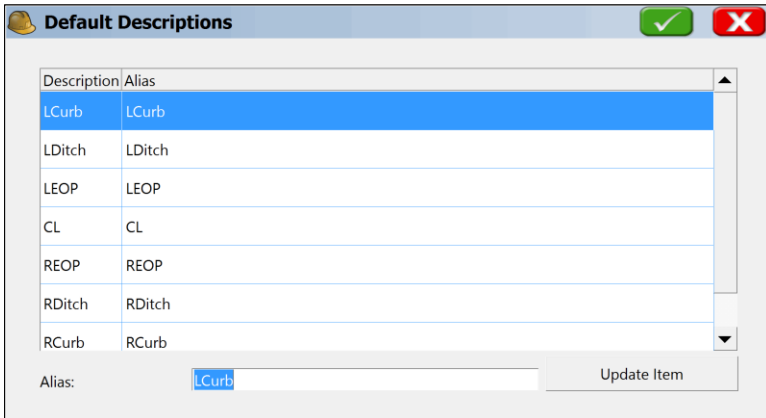 Default Descriptions
Description Alias
LCurb LCurb
LDitch LDitch
LEOP LEOP
CL CL
REOP REOP
RDitch RDitch
RCurb RCurb
Alias: LCurb Update Item